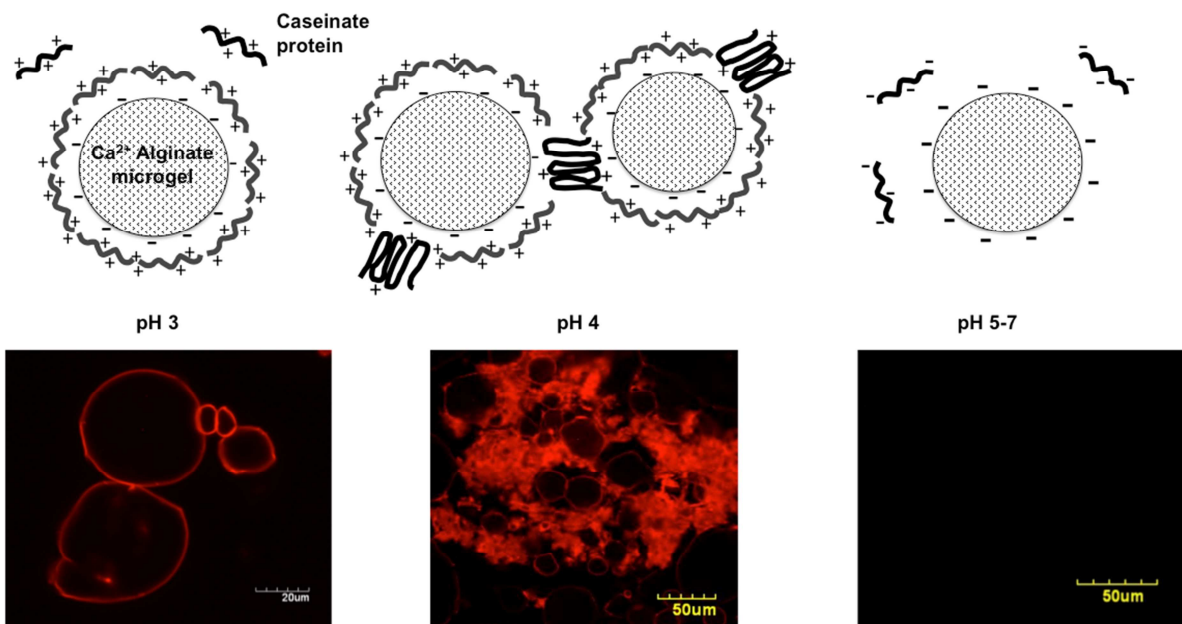 Caseinate
protein
Ca²⁺ Alginate
microgel
pH 3
pH 4
pH 5-7
20um
50um
50um